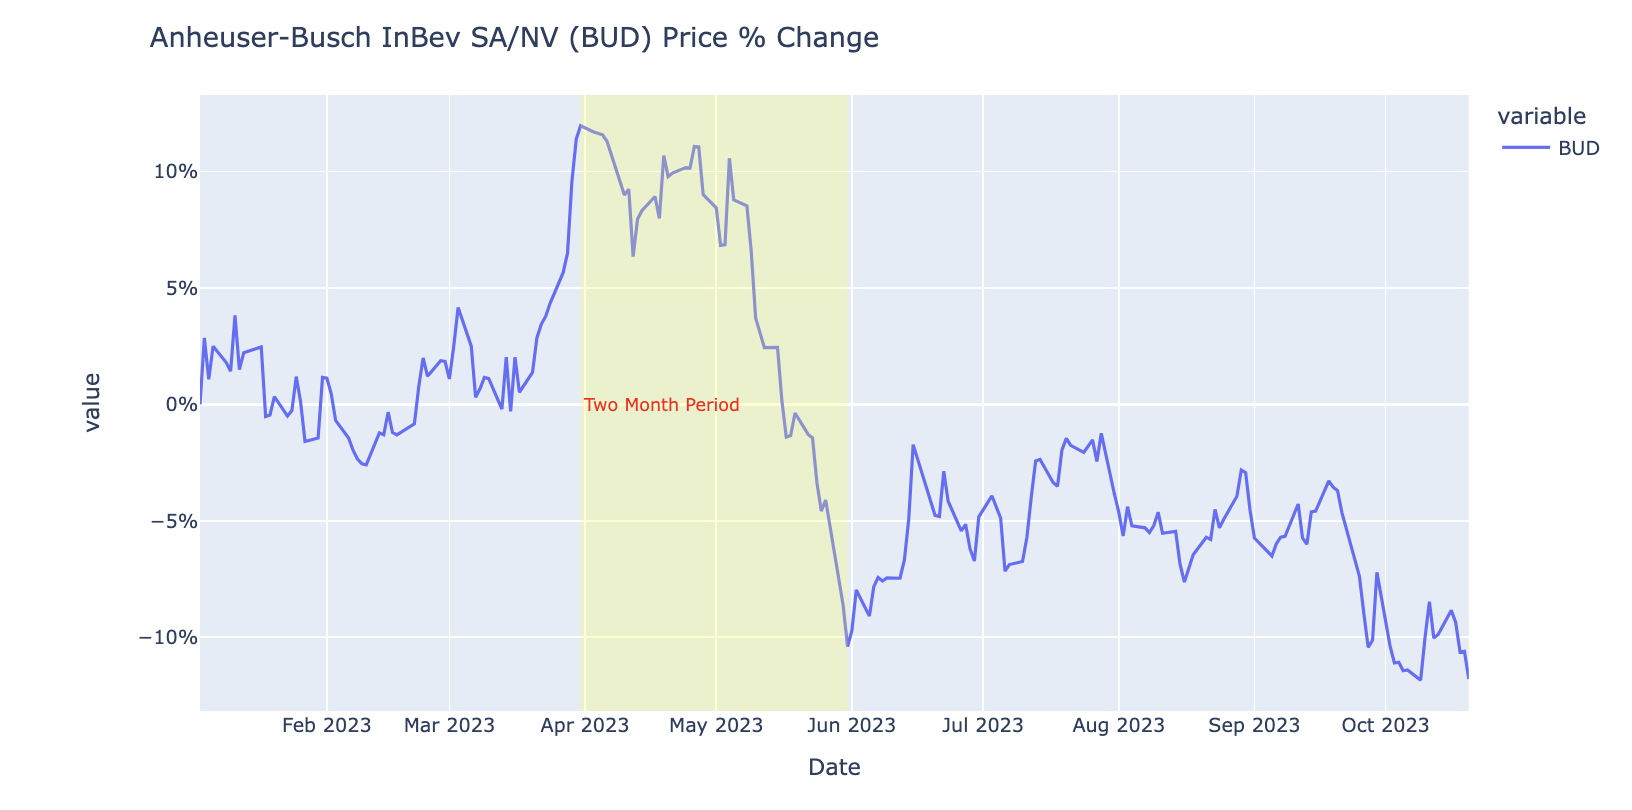 Anheuser-Busch InBev SA/NV (BUD) Price % Change
variable
BUD
10%
5%
0%
−5%
−10%
value
Two Month Period
Feb 2023
Mar 2023
Apr 2023
May 2023
Jun 2023
Jul 2023
Aug 2023
Sep 2023
Oct 2023
Date